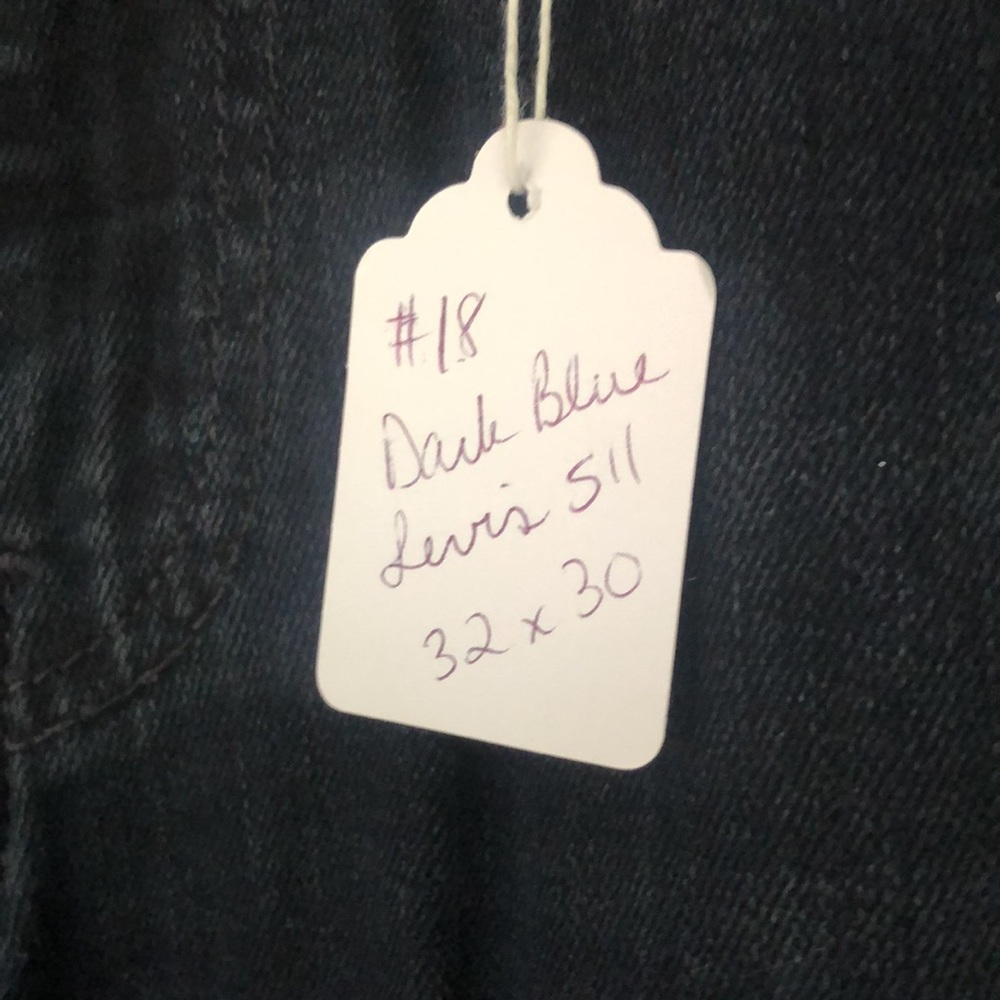 #18
Dark Blue
Levis 511
32 x 30